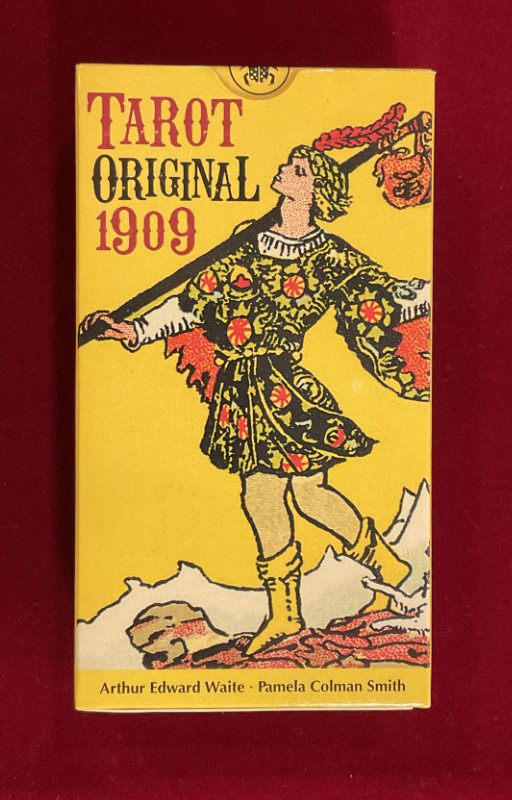 TAROT
ORIGINAL
1909
Arthur Edward Waite · Pamela Colman Smith